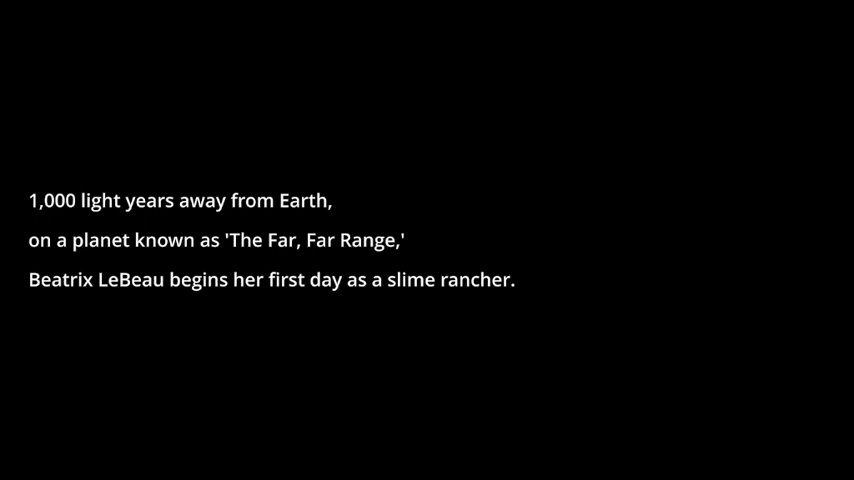 1,000 light years away from Earth,
on a planet known as 'The Far, Far Range,'
Beatrix LeBeau begins her first day as a slime rancher.